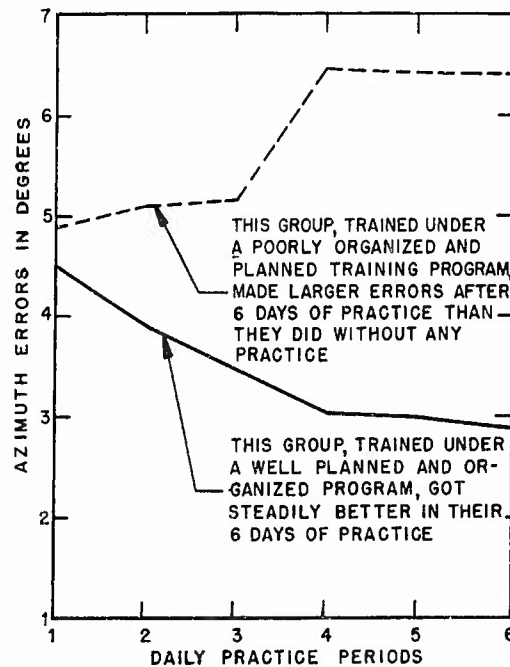 7
6
5
4
3
2
1
AZIMUTH ERRORS IN DEGREES
THIS GROUP, TRAINED UNDER
A POORLY ORGANIZED AND
PLANNED TRAINING PROGRAM,
MADE LARGER ERRORS AFTER
6 DAYS OF PRACTICE THAN
THEY DID WITHOUT ANY
PRACTICE
THIS GROUP, TRAINED UNDER
A WELL PLANNED AND OR-
GANIZED PROGRAM, GOT
STEADILY BETTER IN THEIR
6 DAYS OF PRACTICE
1 2 3 4 5 6
DAILY PRACTICE PERIODS